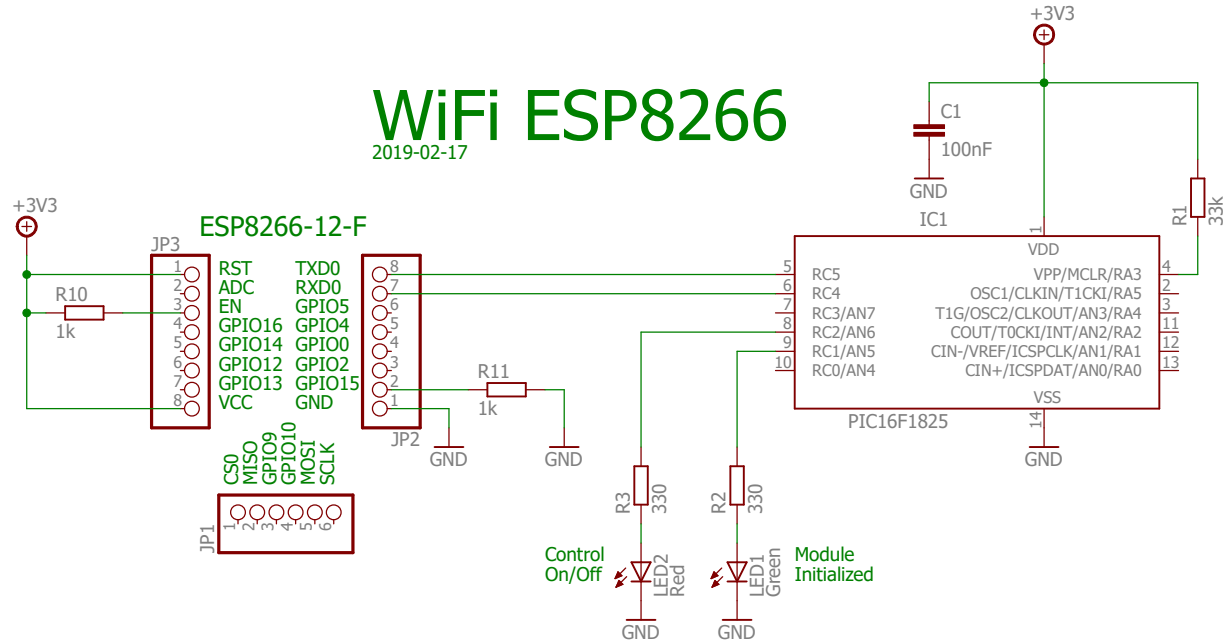 +3V3
WiFi ESP8266
2019-02-17
C1
100nF
GND
R1
33k
+3V3
ESP8266-12-F
JP3
1 RST
2 ADC
3 EN
4 GPIO16
5 GPIO14
6 GPIO12
7 GPIO13
8 VCC
R10
1k
TXD0 8
RXD0 7
GPIO5 6
GPIO4 5
GPIO0 4
GPIO2 3
GPIO15 2
GND 1
JP2
R11
1k
GND
GND
IC1
1
VDD
5 RC5
6 RC4
7 RC3/AN7
8 RC2/AN6
9 RC1/AN5
10 RC0/AN4
VPP/MCLR/RA3 4
OSC1/CLKIN/T1CKI/RA5 2
T1G/OSC2/CLKOUT/AN3/RA4 3
COUT/T0CKI/INT/AN2/RA2 11
CIN-/VREF/ICSPCLK/AN1/RA1 12
CIN+/ICSPDAT/AN0/RA0 13
VSS
14
PIC16F1825
GND
CS0
MISO
GPIO9
GPIO10
MOSI
SCLK
JP1
1
2
3
4
5
6
R3
330
R2
330
Control
On/Off
LED2
Red
LED1
Green
Module
Initialized
GND
GND